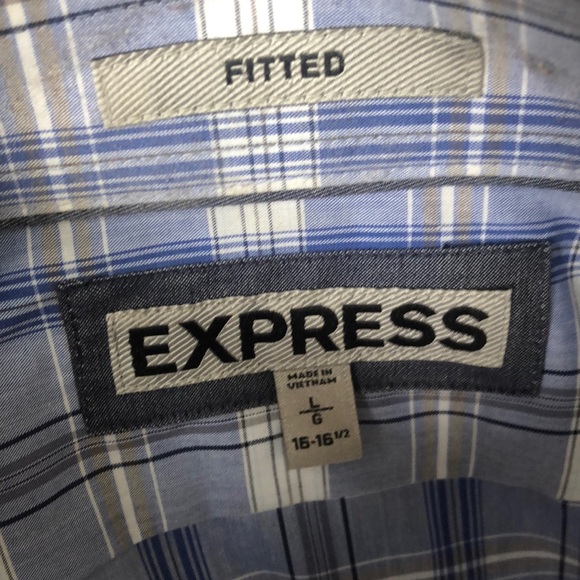 FITTED
EXPRESS
MADE IN
VIETNAM
L
G
16-16 1/2